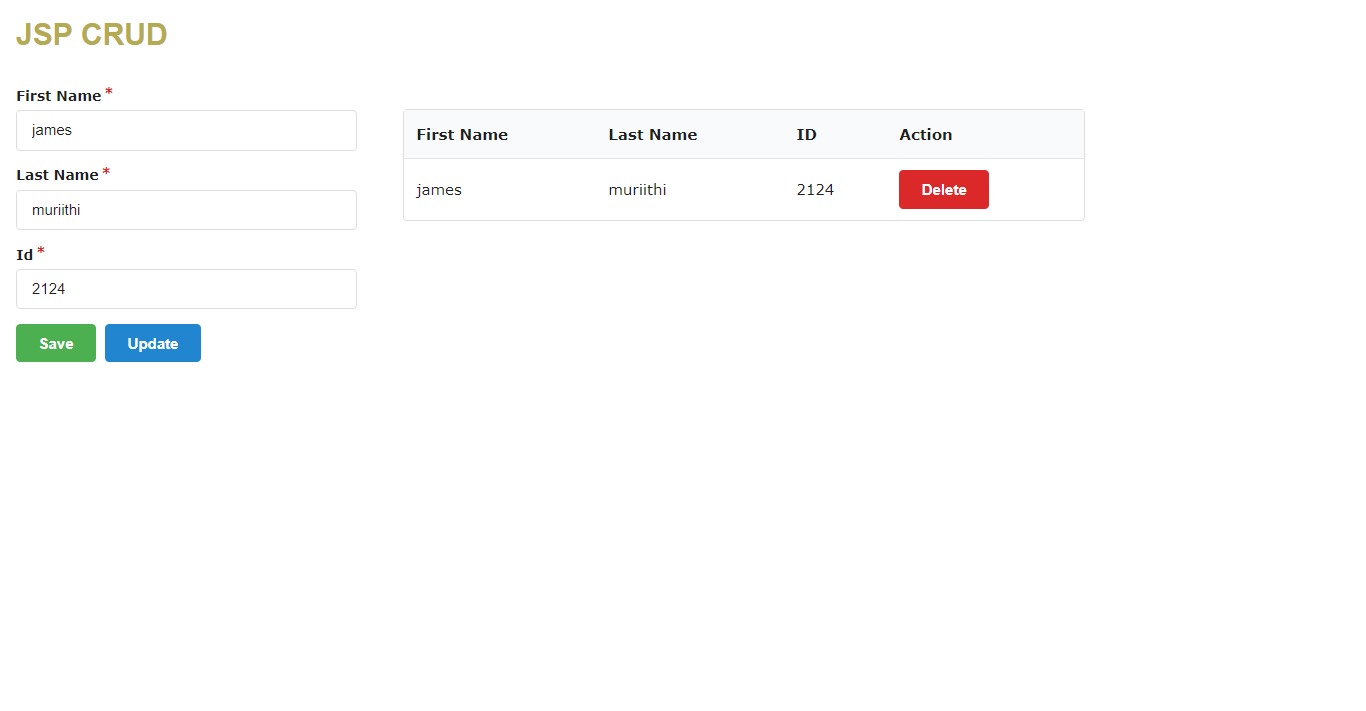 JSP CRUD
First Name *
james
Last Name *
muriithi
Id *
2124
Save Update
First Name Last Name ID Action
james muriithi 2124 Delete